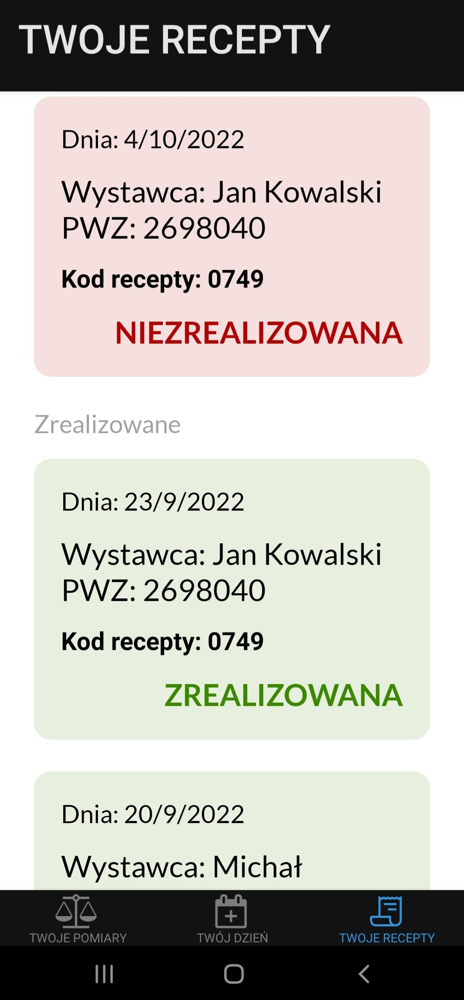 TWOJE RECEPTY
Dnia: 4/10/2022
Wystawca: Jan Kowalski
PWZ: 2698040
Kod recepty: 0749
NIEZREALIZOWANA
Zrealizowane
Dnia: 23/9/2022
Wystawca: Jan Kowalski
PWZ: 2698040
Kod recepty: 0749
ZREALIZOWANA
Dnia: 20/9/2022
Wystawca: Michał
TWOJE POMIARY
TWÓJ DZIEŃ
TWOJE RECEPTY